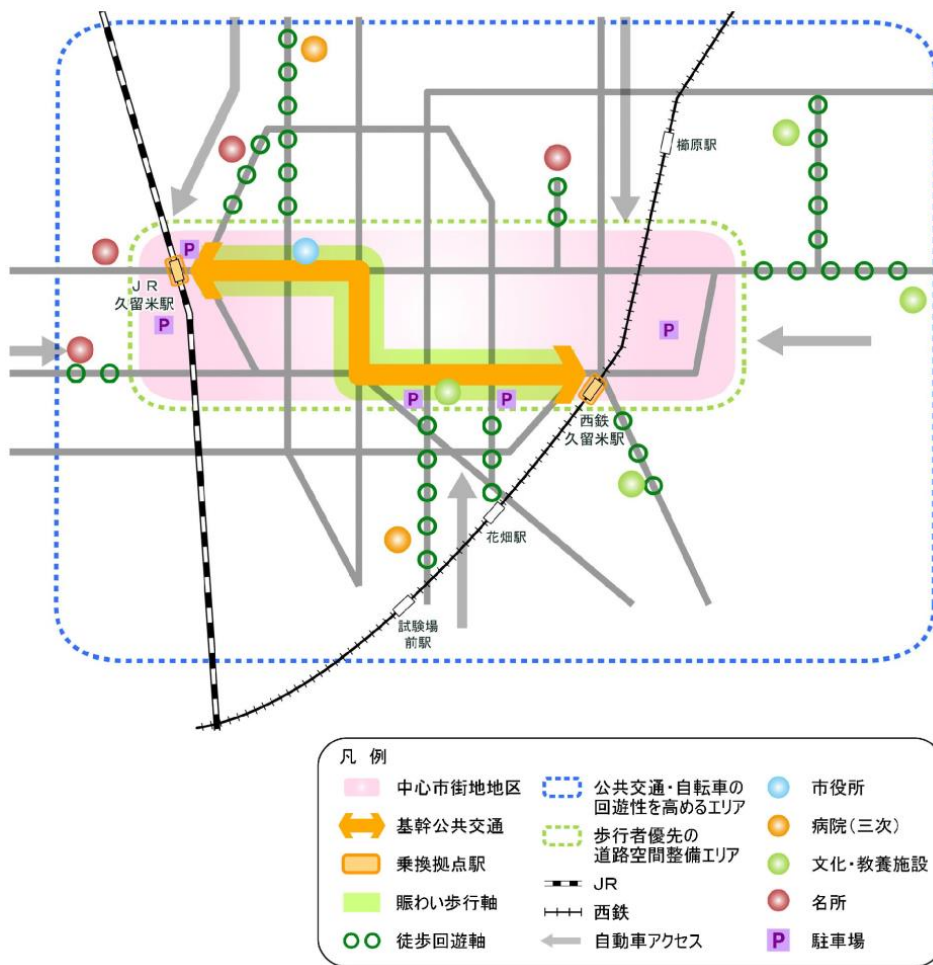 櫛原駅
P
ＪＲ
久留米駅
P
P
P
P
西鉄
久留米駅
花畑駅
試験場
前駅
凡 例
中心市街地地区
公共交通・自転車の
回遊性を高めるエリア
市役所
基幹公共交通
病院(三次)
歩行者優先の
道路空間整備エリア
乗換拠点駅
文化・教養施設
賑わい歩行軸
JR
名所
西鉄
徒歩回遊軸
自動車アクセス
P
駐車場